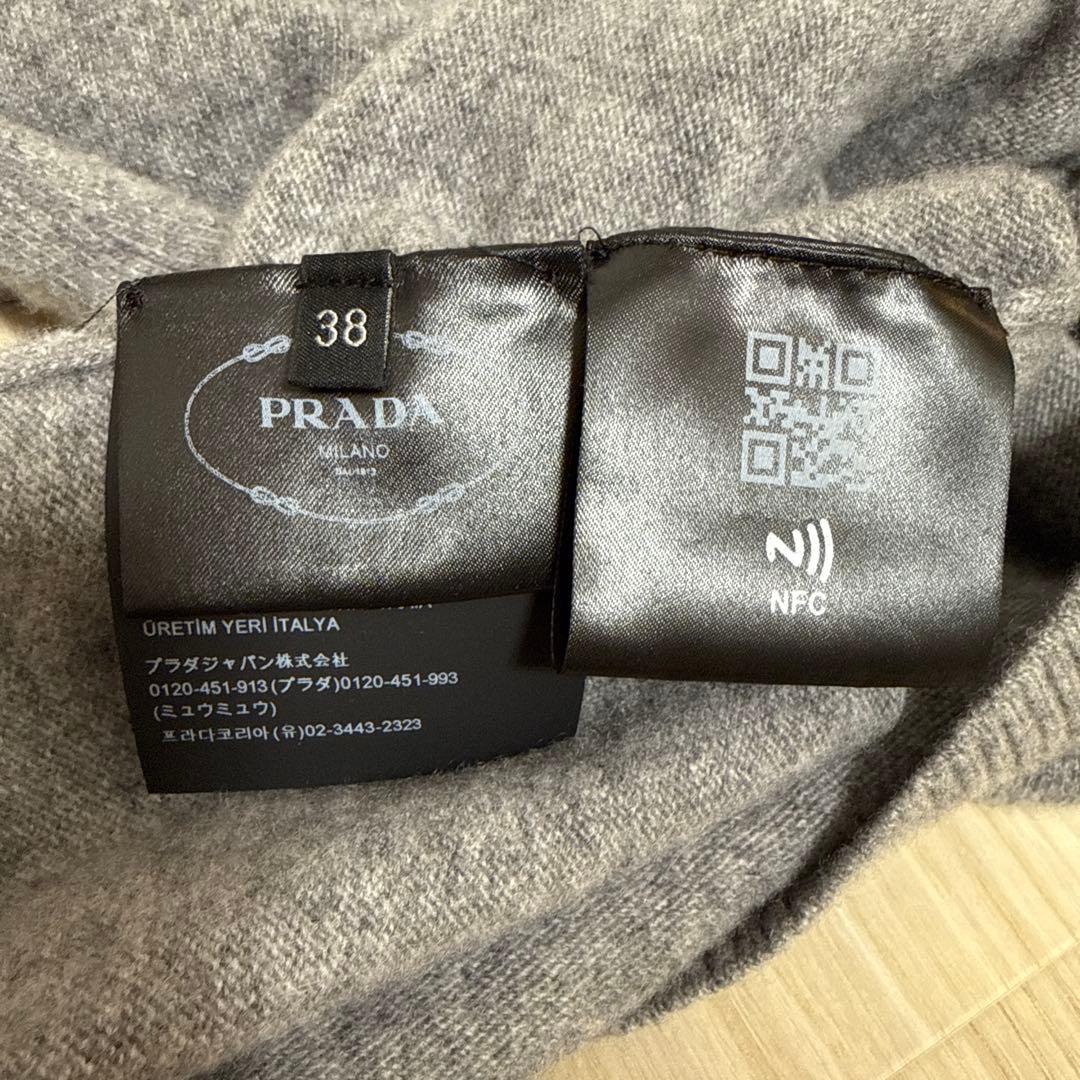 38
PRADA
MILANO
DAL 1913
NFC
ÜRETİM YERİ İTALYA
プラダジャパン株式会社
0120-451-913(プラダ)0120-451-993
(ミュウミュウ)
프라다코리아(유)02-3443-2323